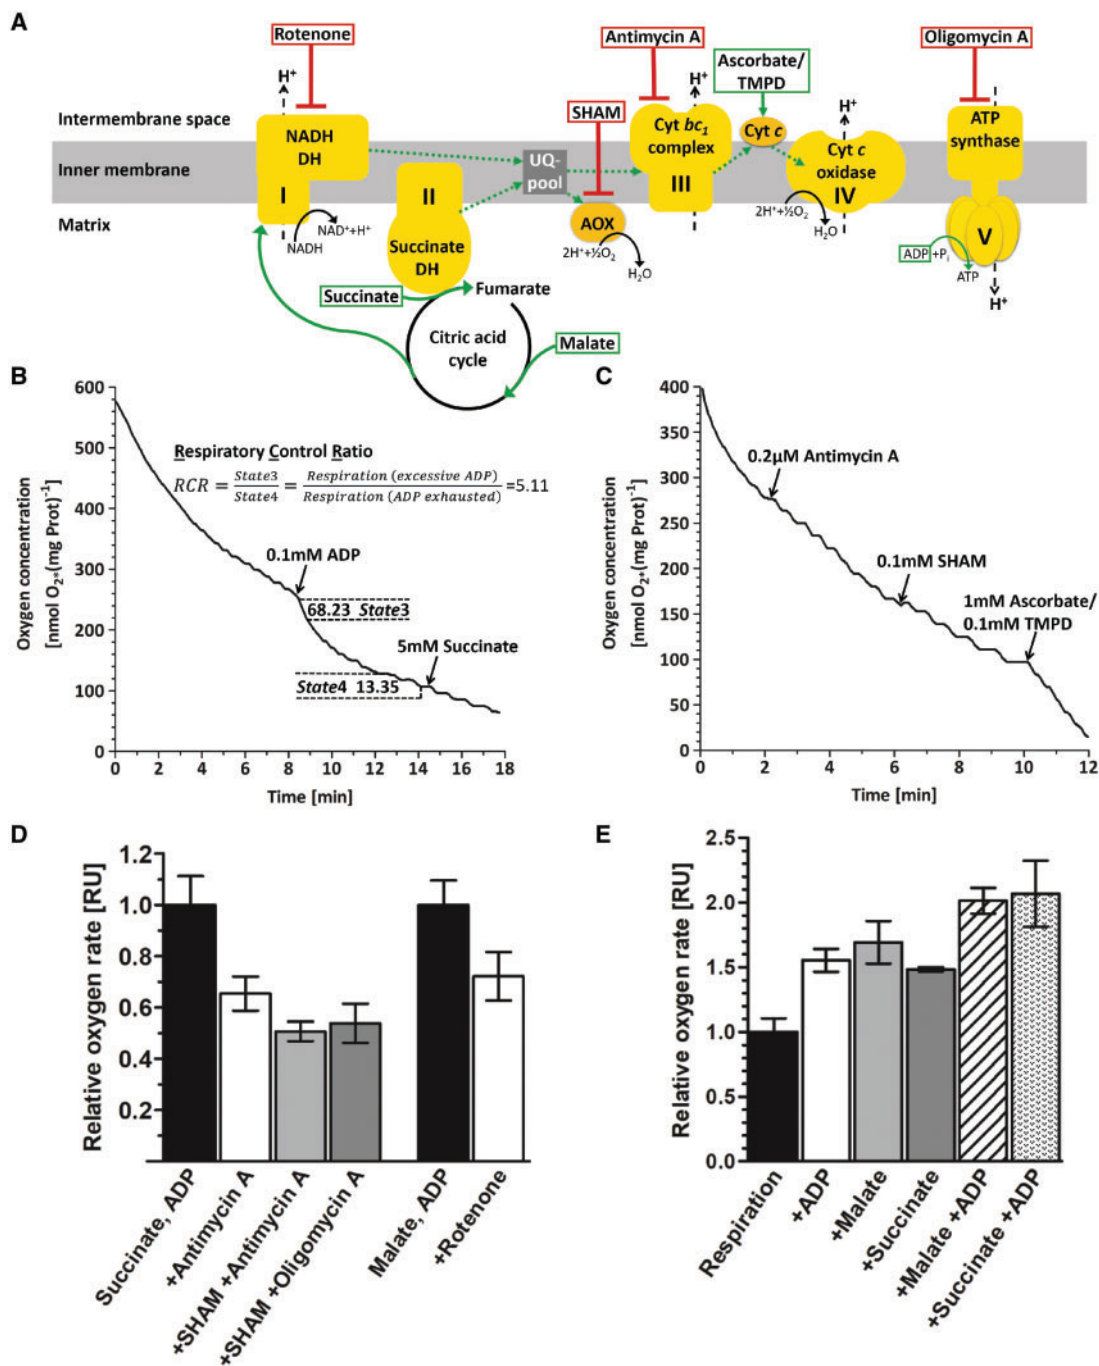 A
Rotenone
Antimycin A
Oligomycin A
Ascorbate/
TMPD
H⁺
H⁺
H⁺
SHAM
Intermembrane space
Inner membrane
Matrix
NADH
DH
I
NAD⁺+H⁺
NADH
II
Succinate
DH
UQ-
pool
AOX
2H⁺+½O₂
H₂O
Cyt bc₁
complex
III
Cyt c
Cyt c
oxidase
IV
2H⁺+½O₂
H₂O
ATP
synthase
V
ADP +Pᵢ
ATP
H⁺
Succinate
Fumarate
Citric acid
cycle
Malate
B
Oxygen concentration
[nmol O₂*(mg Prot)⁻¹]
600
500
400
300
200
100
0
Respiratory Control Ratio
RCR = State3 / State4 = Respiration (excessive ADP) / Respiration (ADP exhausted) =5.11
0.1mM ADP
68.23 State3
5mM Succinate
State4 13.35
0 2 4 6 8 10 12 14 16 18
Time [min]
C
Oxygen concentration
[nmol O₂*(mg Prot)⁻¹]
400
350
300
250
200
150
100
50
0
0.2µM Antimycin A
0.1mM SHAM
1mM Ascorbate/
0.1mM TMPD
0 2 4 6 8 10 12
Time [min]
D
Relative oxygen rate [RU]
1.2
1.0
0.8
0.6
0.4
0.2
Succinate, ADP
+Antimycin A
+SHAM +Antimycin A
+SHAM +Oligomycin A
Malate, ADP
+Rotenone
E
Relative oxygen rate [RU]
2.5
2.0
1.5
1.0
0.5
0.0
Respiration
+ADP
+Malate
+Succinate
+Malate +ADP
+Succinate +ADP